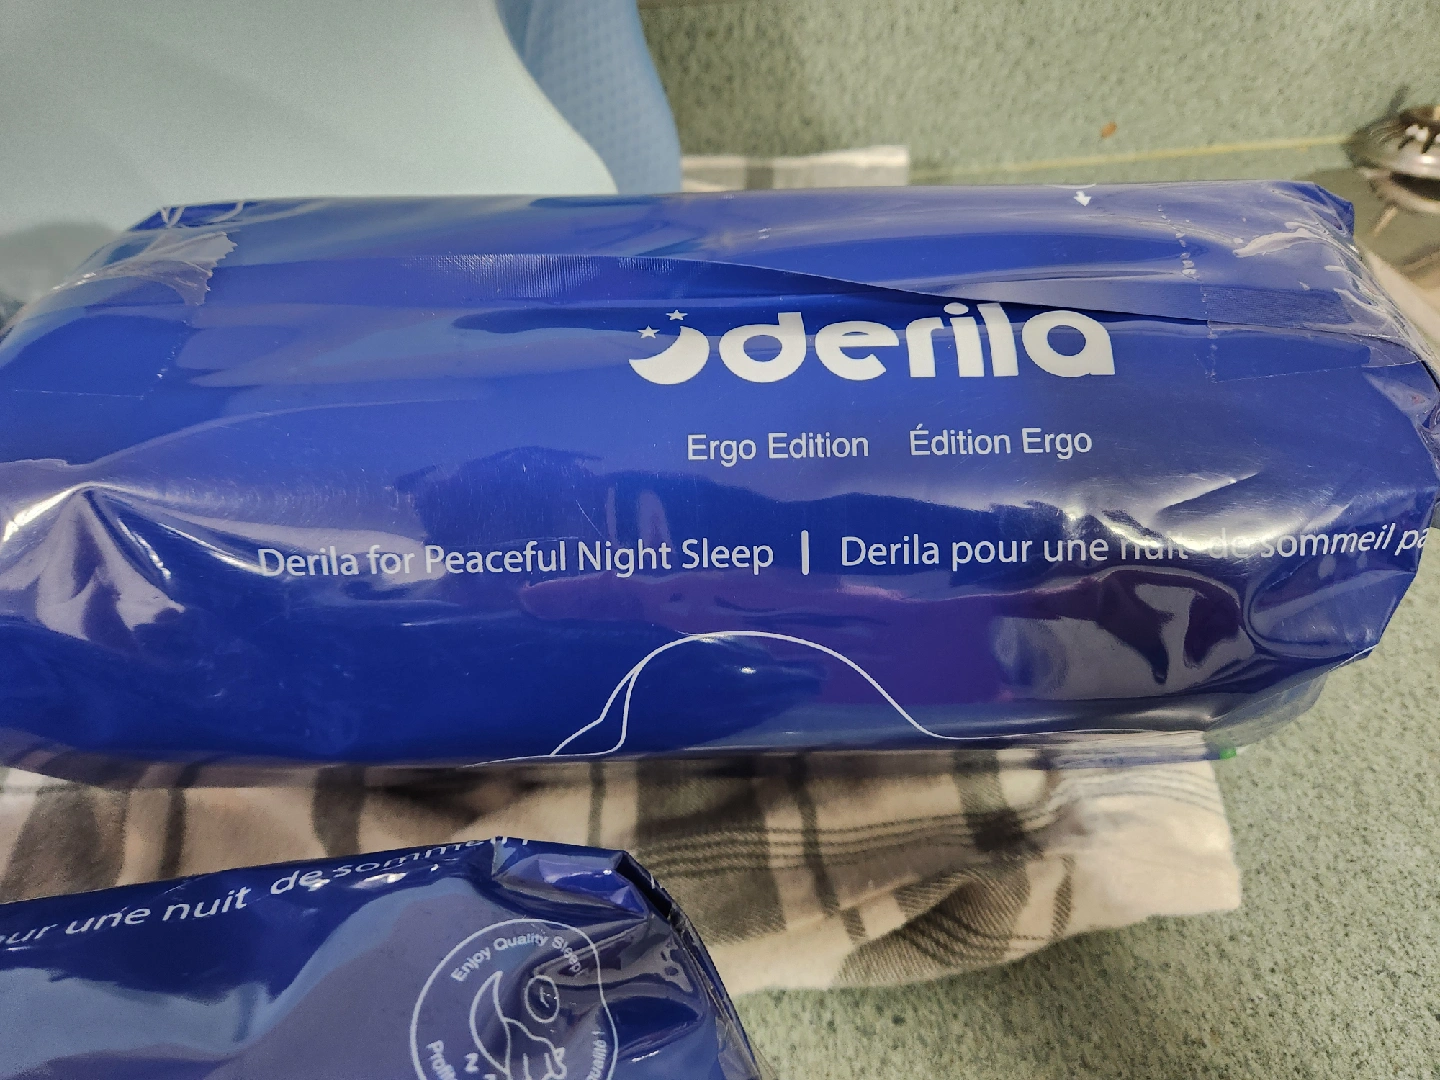 derila
Ergo Edition Édition Ergo
Derila for Peaceful Night Sleep | Derila pour une nuit de sommeil
une nuit de
Enjoy Quality Sleep!